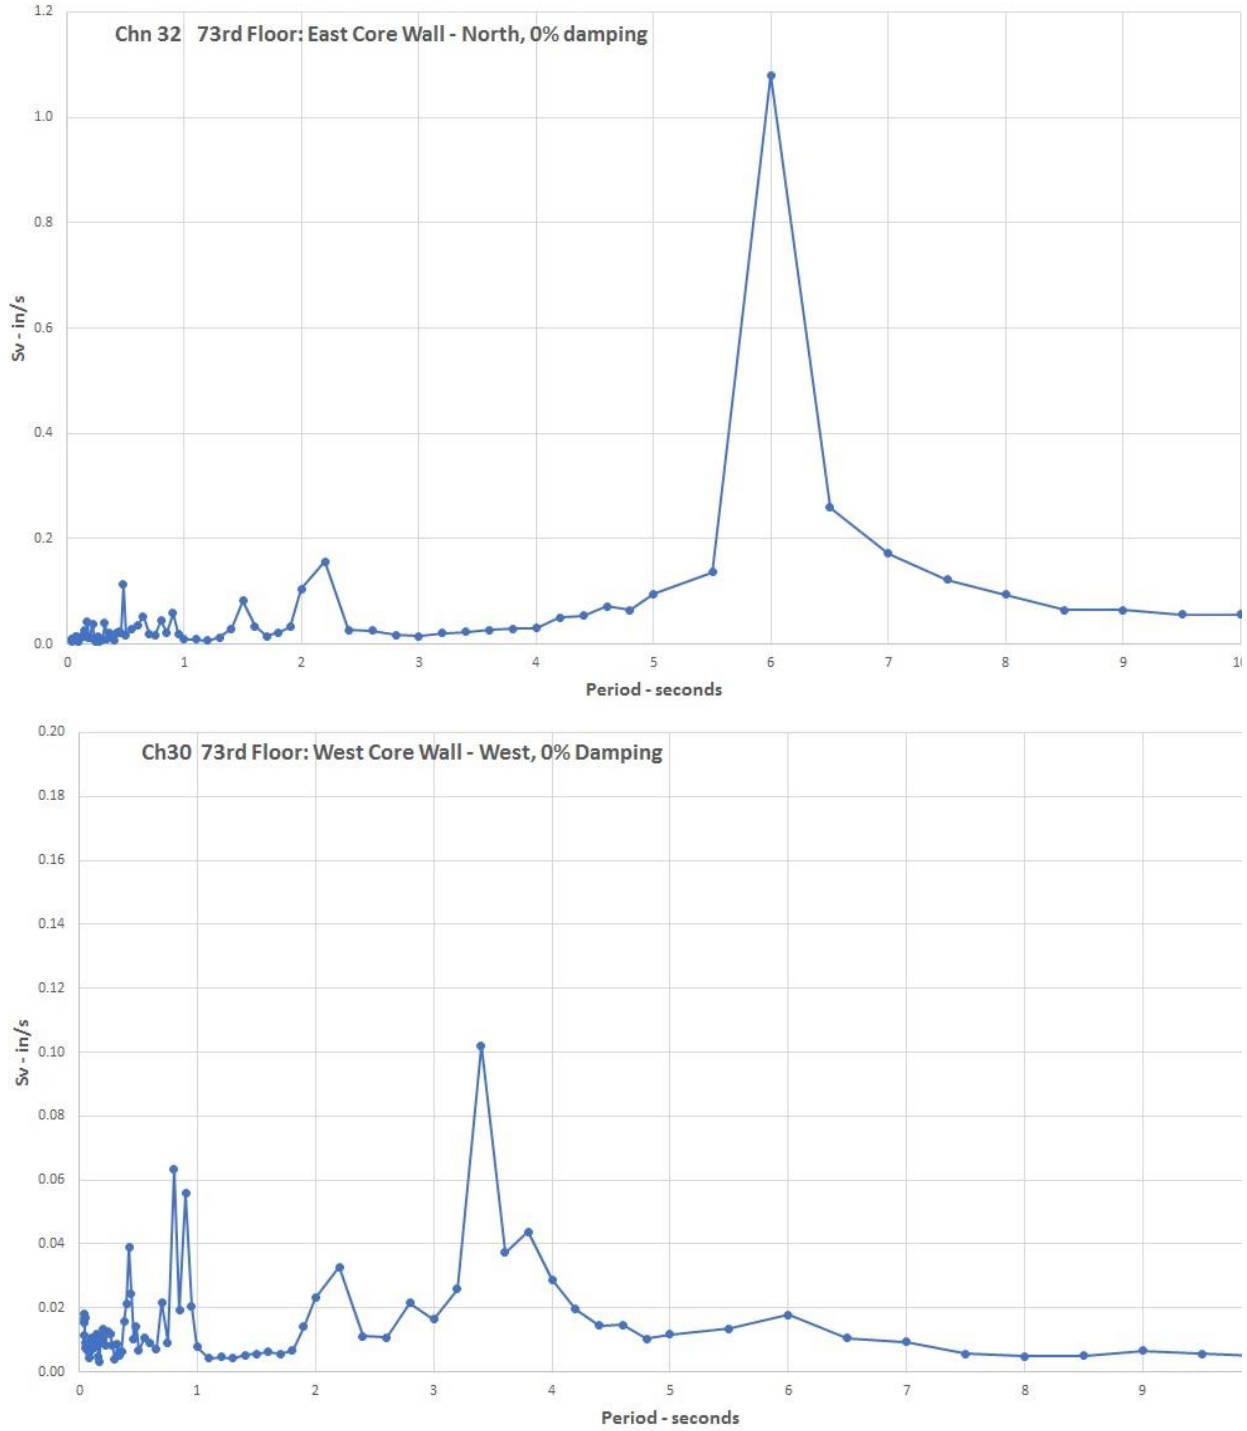 1.2
Chn 32 73rd Floor: East Core Wall - North, 0% damping
1.0
0.8
0.6
Sv - in/s
0.4
0.2
0.0
0 1 2 3 4 5 6 7 8 9 10
Period - seconds
0.20
Ch30 73rd Floor: West Core Wall - West, 0% Damping
0.18
0.16
0.14
0.12
0.10
Sv - in/s
0.08
0.06
0.04
0.02
0.00
0 1 2 3 4 5 6 7 8 9
Period - seconds